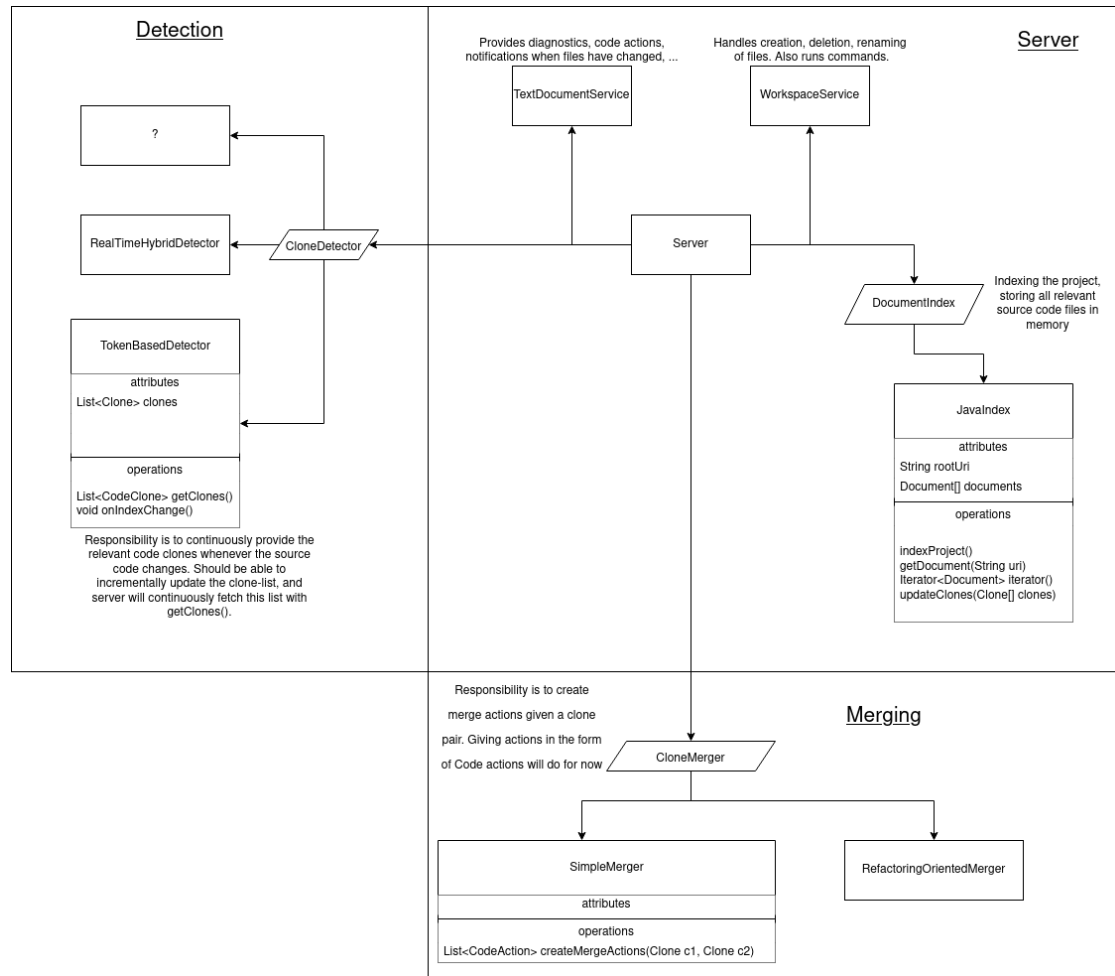 Detection
?
RealTimeHybridDetector
CloneDetector
TokenBasedDetector
attributes
List<Clone> clones
operations
List<CodeClone> getClones()
void onIndexChange()
Responsibility is to continuously provide the
relevant code clones whenever the source
code changes. Should be able to
incrementally update the clone-list, and
server will continuously fetch this list with
getClones().
Server
Provides diagnostics, code actions,
notifications when files have changed, ...
TextDocumentService
Handles creation, deletion, renaming
of files. Also runs commands.
WorkspaceService
Server
DocumentIndex
Indexing the project,
storing all relevant
source code files in
memory
JavaIndex
attributes
String rootUri
Document[] documents
operations
indexProject()
getDocument(String uri)
Iterator<Document> iterator()
updateClones(Clone[] clones)
Merging
Responsibility is to create
merge actions given a clone
pair. Giving actions in the form
of Code actions will do for now
CloneMerger
SimpleMerger
attributes
operations
List<CodeAction> createMergeActions(Clone c1, Clone c2)
RefactoringOrientedMerger